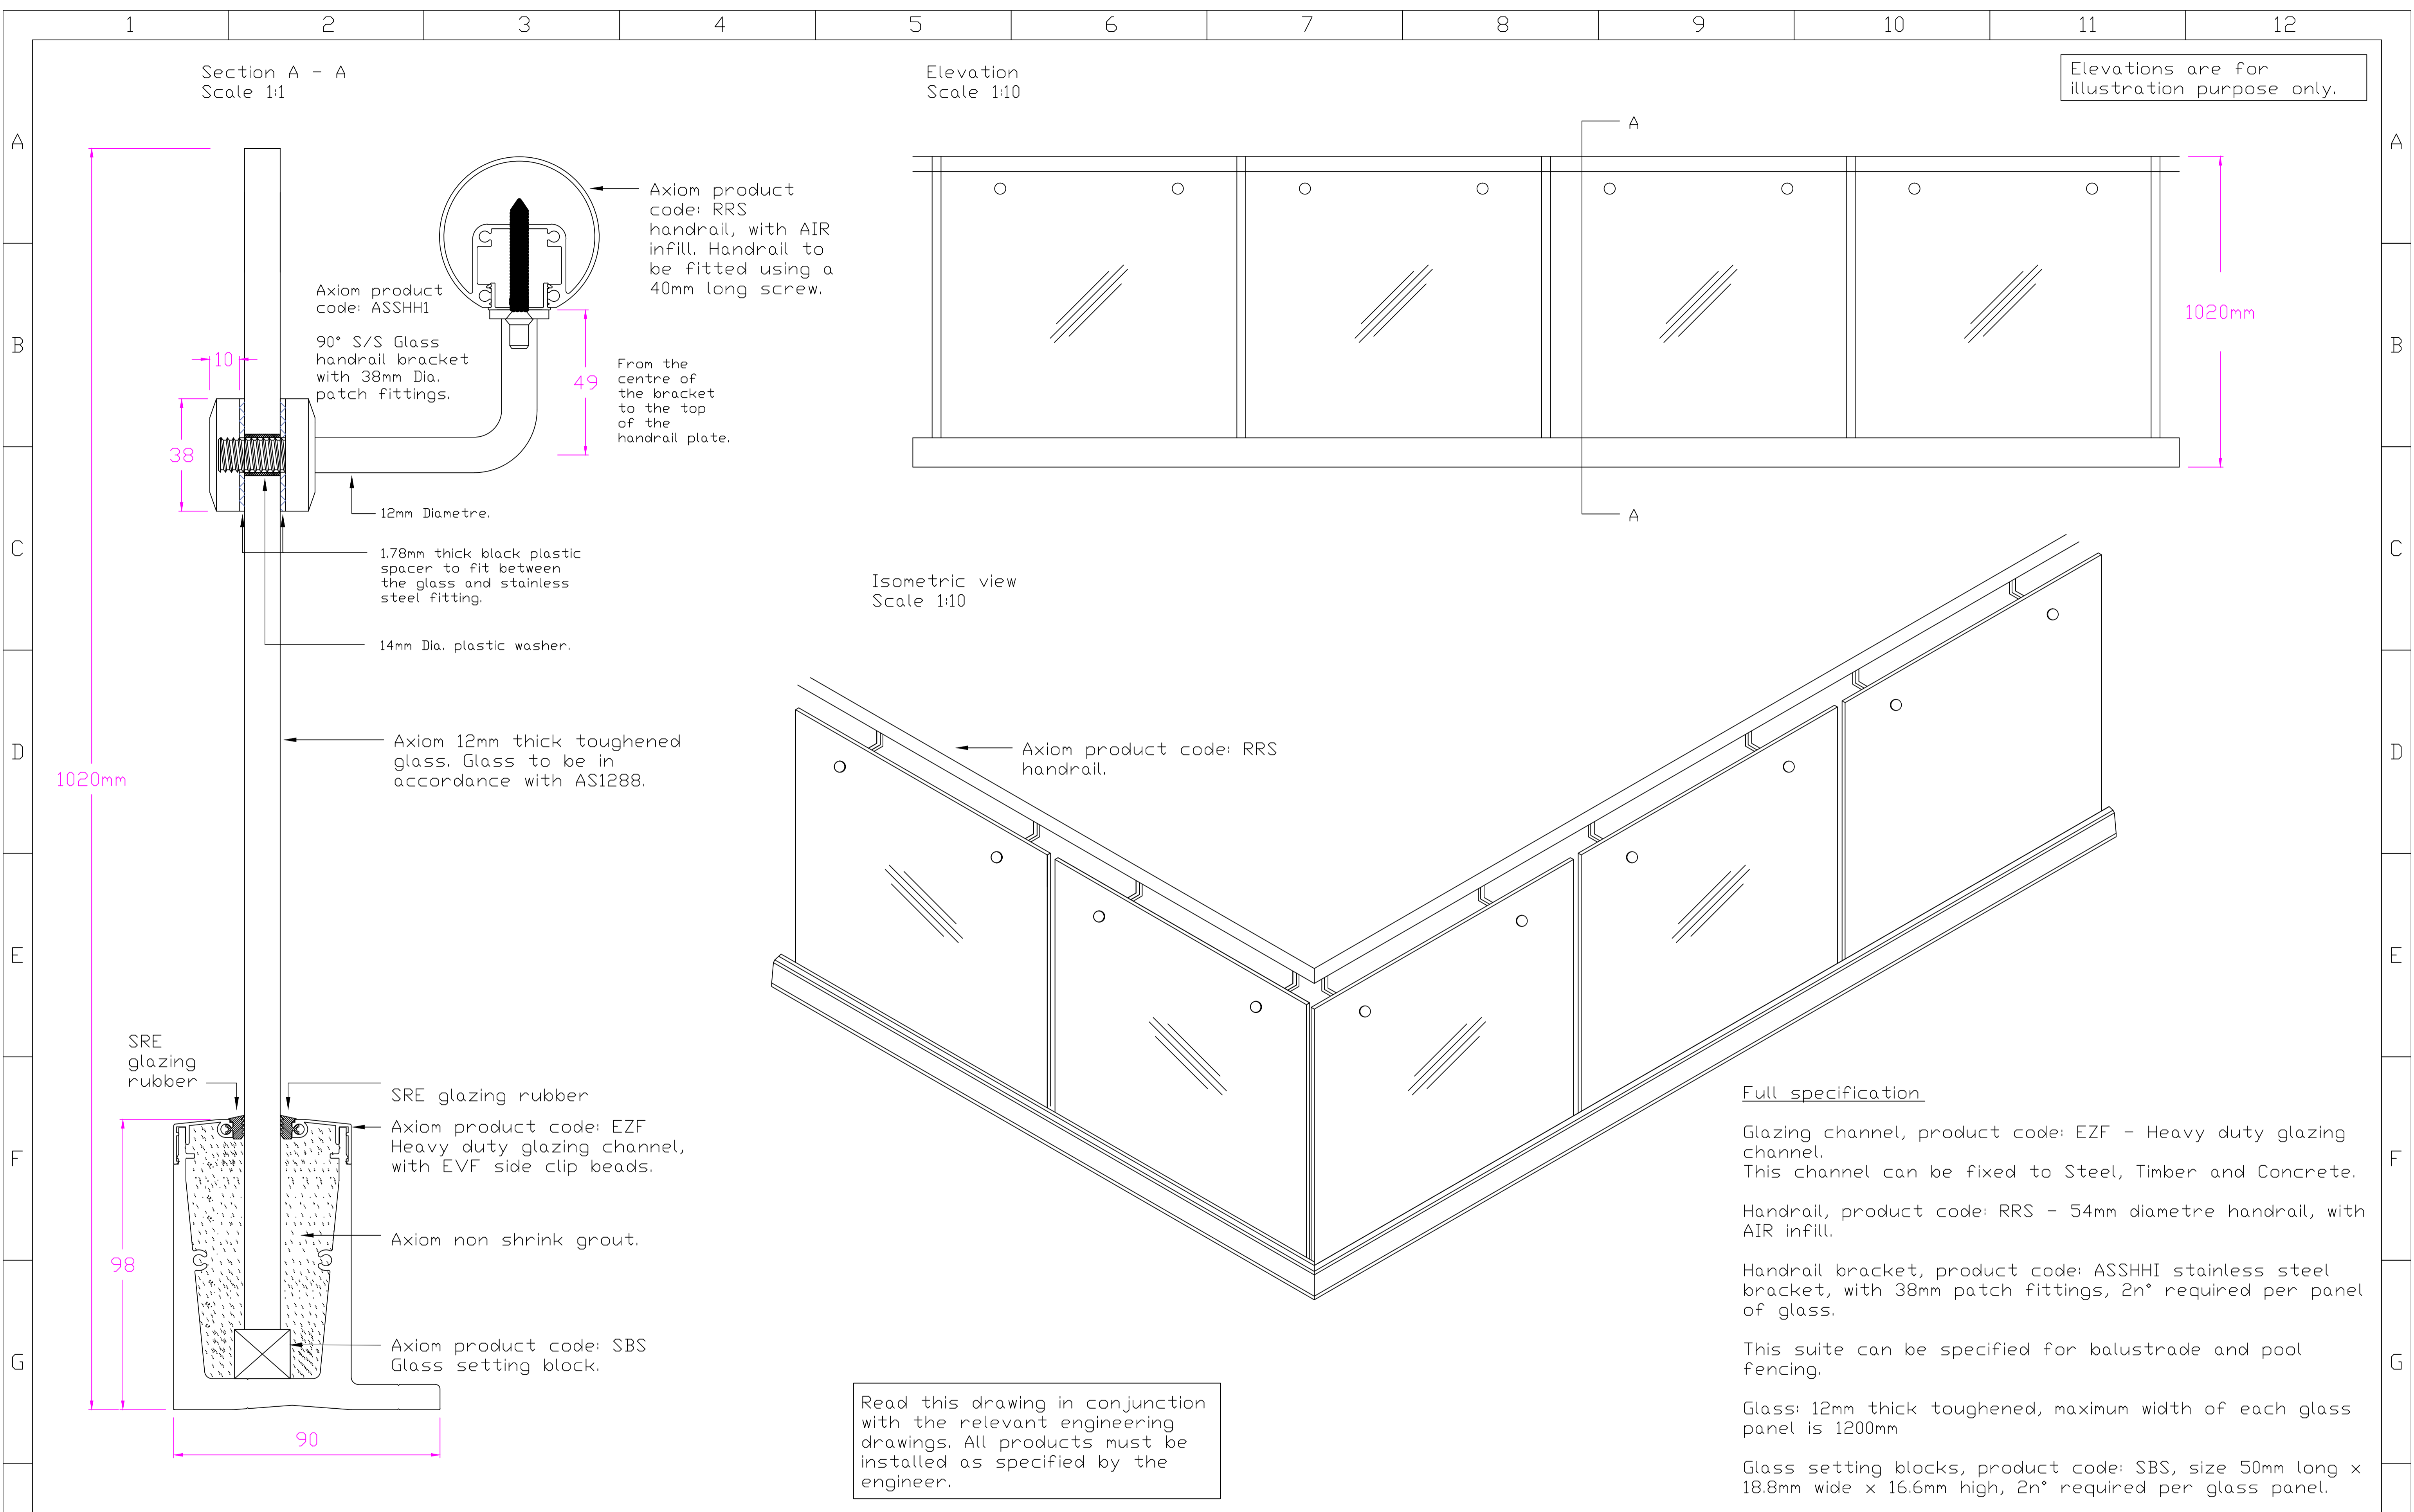 1 2 3 4 5 6 7 8 9 10 11 12
Section A - A
Scale 1:1
Elevation
Scale 1:10
Elevations are for
illustration purpose only.
A
A
A
B
B
C
C
D
D
E
E
F
F
G
G
A
1020mm
1020mm
Axiom product
code: RRS
handrail, with AIR
infill. Handrail to
be fitted using a
40mm long screw.
Axiom product
code: ASSHH1
90° S/S Glass
handrail bracket
with 38mm Dia.
patch fittings.
10
38
49
From the
centre of
the bracket
to the top
of the
handrail plate.
12mm Diametre.
1.78mm thick black plastic
spacer to fit between
the glass and stainless
steel fitting.
14mm Dia. plastic washer.
Isometric view
Scale 1:10
Axiom 12mm thick toughened
glass. Glass to be in
accordance with AS1288.
Axiom product code: RRS
handrail.
SRE
glazing
rubber
SRE glazing rubber
Axiom product code: EZF
Heavy duty glazing channel,
with EVF side clip beads.
Axiom non shrink grout.
98
Axiom product code: SBS
Glass setting block.
90
Read this drawing in conjunction
with the relevant engineering
drawings. All products must be
installed as specified by the
engineer.
Full specification
Glazing channel, product code: EZF - Heavy duty glazing
channel.
This channel can be fixed to Steel, Timber and Concrete.
Handrail, product code: RRS - 54mm diametre handrail, with
AIR infill.
Handrail bracket, product code: ASSHHI stainless steel
bracket, with 38mm patch fittings, 2n° required per panel
of glass.
This suite can be specified for balustrade and pool
fencing.
Glass: 12mm thick toughened, maximum width of each glass
panel is 1200mm
Glass setting blocks, product code: SBS, size 50mm long x
18.8mm wide x 16.6mm high, 2n° required per glass panel.